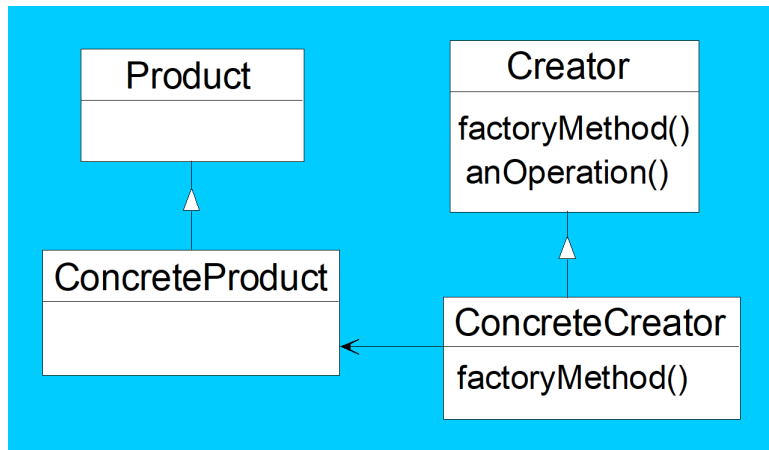 Product
Creator
factoryMethod()
anOperation()
ConcreteProduct
ConcreteCreator
factoryMethod()